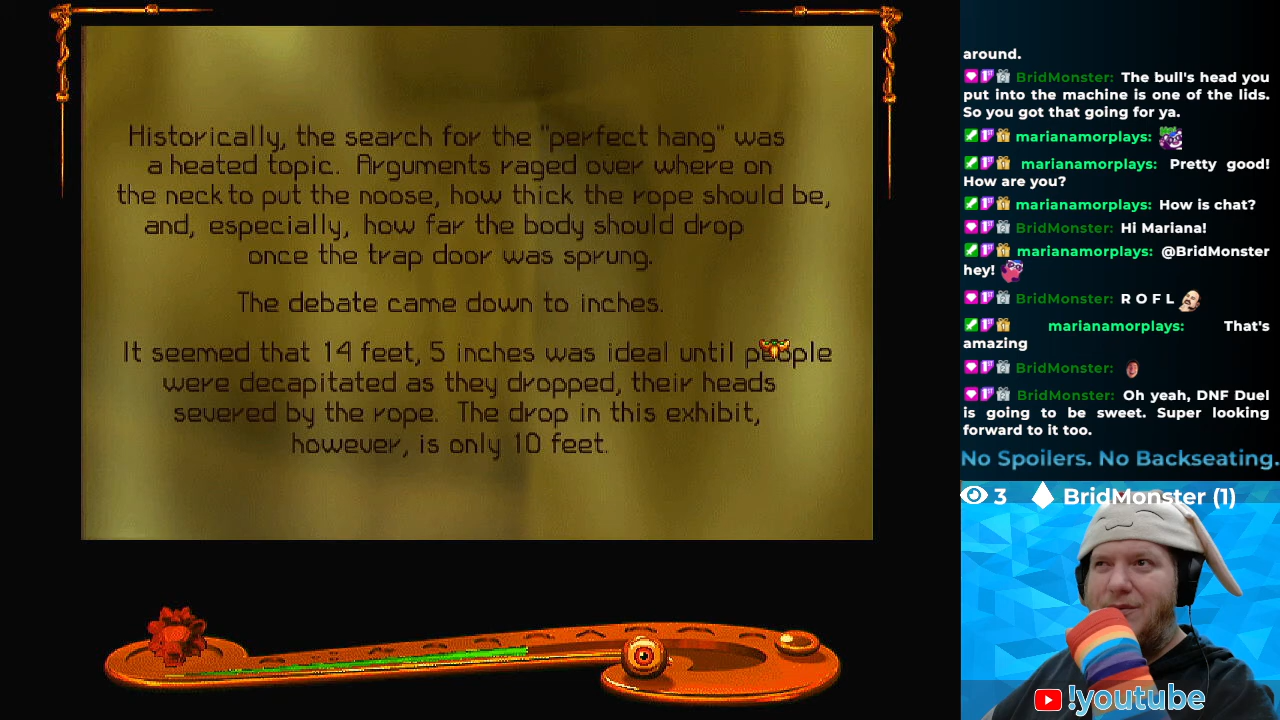 Historically, the search for the "perfect hang" was
a heated topic. Arguments raged over where on
the neck to put the noose, how thick the rope should be,
and, especially, how far the body should drop
once the trap door was sprung.
The debate came down to inches.
It seemed that 14 feet, 5 inches was ideal until people
were decapitated as they dropped, their heads
severed by the rope. The drop in this exhibit,
however, is only 10 feet.
around.
BridMonster: The bull's head you
put into the machine is one of the lids.
So you got that going for ya.
marianamorplays:
marianamorplays: Pretty good!
How are you?
marianamorplays: How is chat?
BridMonster: Hi Mariana!
marianamorplays: @BridMonster
hey!
BridMonster: R O F L
marianamorplays: That's
amazing
BridMonster:
BridMonster: Oh yeah, DNF Duel
is going to be sweet. Super looking
forward to it too.
No Spoilers. No Backseating.
3 BridMonster (1)
!youtube